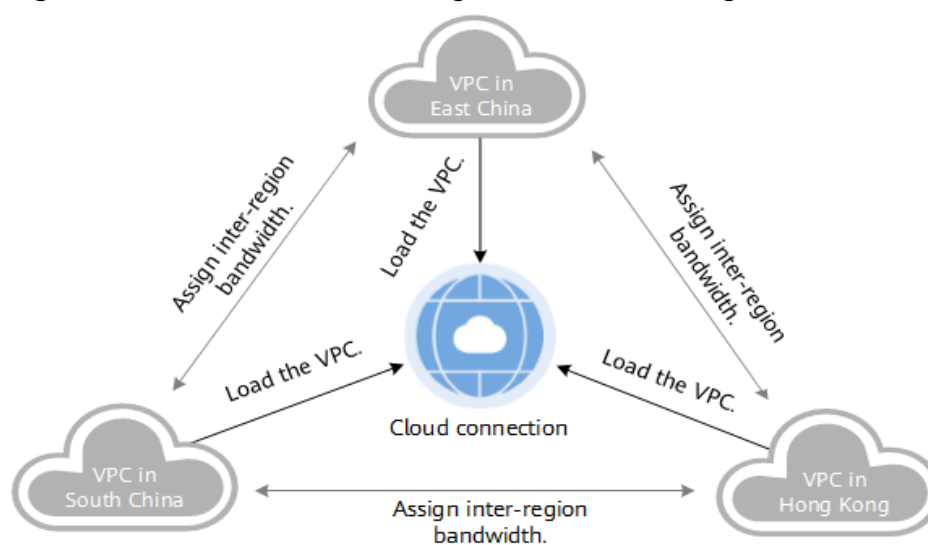 VPC in
East China
Assign inter-region
bandwidth.
Load the VPC.
Assign inter-region
bandwidth.
Load the VPC.
Load the VPC.
Cloud connection
VPC in
South China
Assign inter-region
bandwidth.
VPC in
Hong Kong